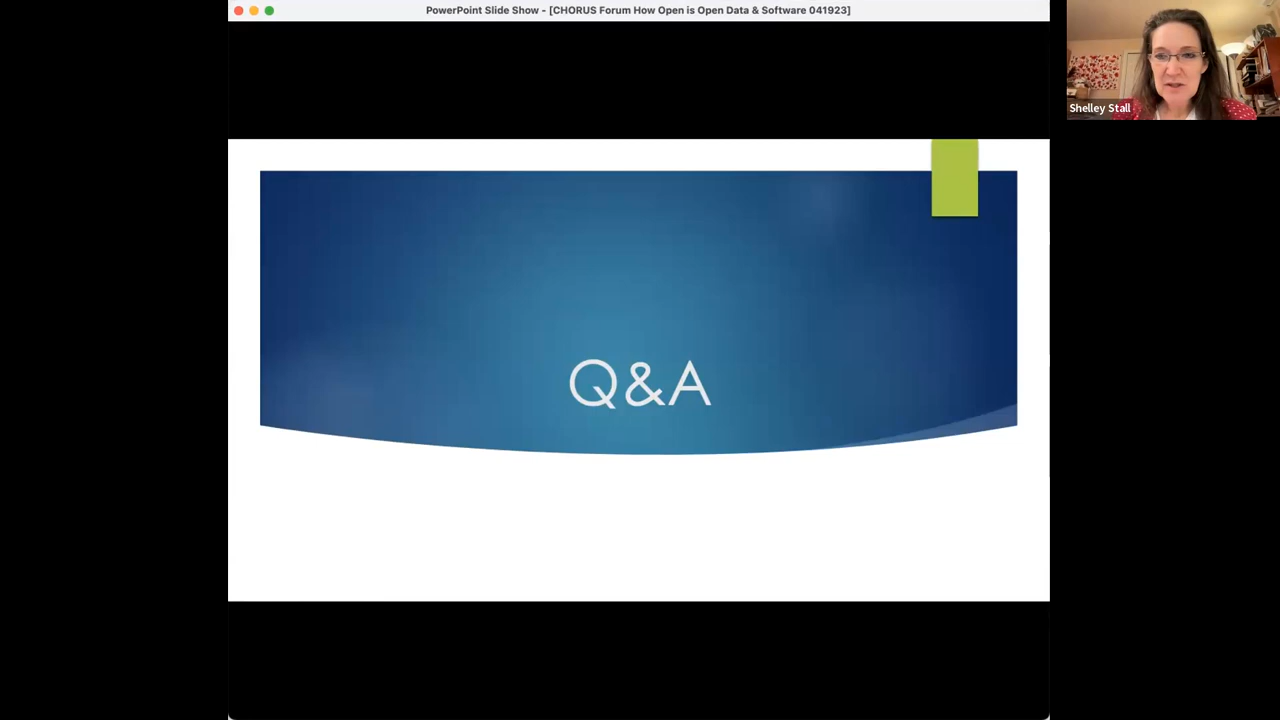 PowerPoint Slide Show - [CHORUS Forum How Open is Open Data & Software 041923]
Shelley Stall
Q&A